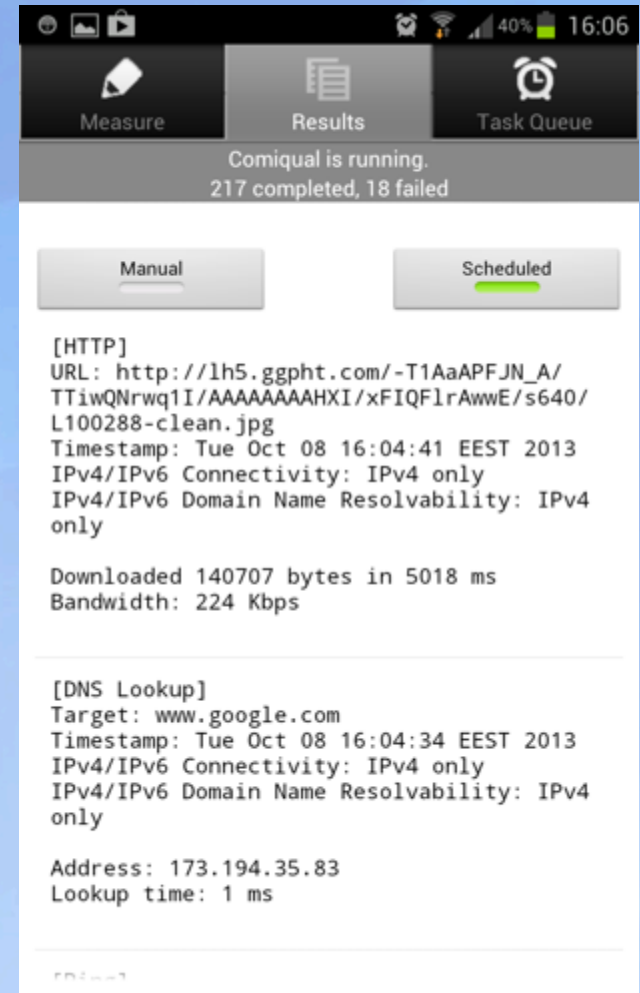 40% 16:06
Measure Results Task Queue
Comiqual is running.
217 completed, 18 failed
Manual Scheduled
[HTTP]
URL: http://lh5.ggpht.com/-T1AaAPFJN_A/
TTiwQNrwq1I/AAAAAAAAHXI/xFIQFlrAwwE/s640/
L100288-clean.jpg
Timestamp: Tue Oct 08 16:04:41 EEST 2013
IPv4/IPv6 Connectivity: IPv4 only
IPv4/IPv6 Domain Name Resolvability: IPv4
only
Downloaded 140707 bytes in 5018 ms
Bandwidth: 224 Kbps
[DNS Lookup]
Target: www.google.com
Timestamp: Tue Oct 08 16:04:34 EEST 2013
IPv4/IPv6 Connectivity: IPv4 only
IPv4/IPv6 Domain Name Resolvability: IPv4
only
Address: 173.194.35.83
Lookup time: 1 ms